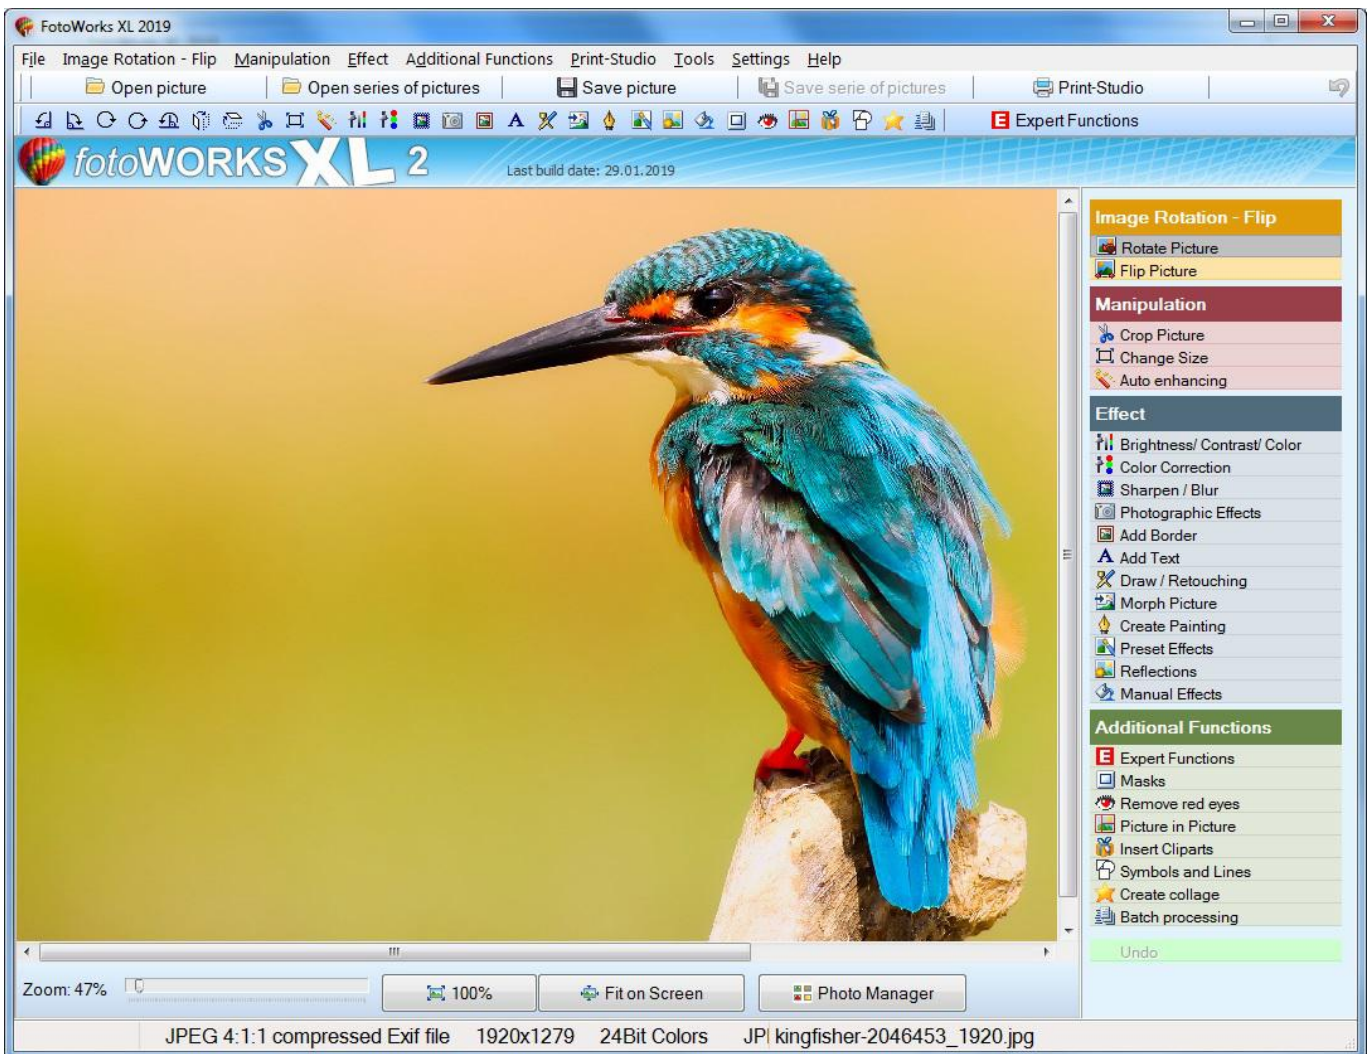 FotoWorks XL 2019
File Image Rotation - Flip Manipulation Effect Additional Functions Print-Studio Tools Settings Help
Open picture Open series of pictures Save picture Save serie of pictures Print-Studio
A E Expert Functions
fotoWORKS XL 2 Last build date: 29.01.2019
Image Rotation - Flip
Rotate Picture
Flip Picture
Manipulation
Crop Picture
Change Size
Auto enhancing
Effect
Brightness/ Contrast/ Color
Color Correction
Sharpen / Blur
Photographic Effects
Add Border
A Add Text
Draw / Retouching
Morph Picture
Create Painting
Preset Effects
Reflections
Manual Effects
Additional Functions
E Expert Functions
Masks
Remove red eyes
Picture in Picture
Insert Cliparts
Symbols and Lines
Create collage
Batch processing
Undo
Zoom: 47% 100% Fit on Screen Photo Manager
JPEG 4:1:1 compressed Exif file 1920x1279 24Bit Colors JP kingfisher-2046453_1920.jpg